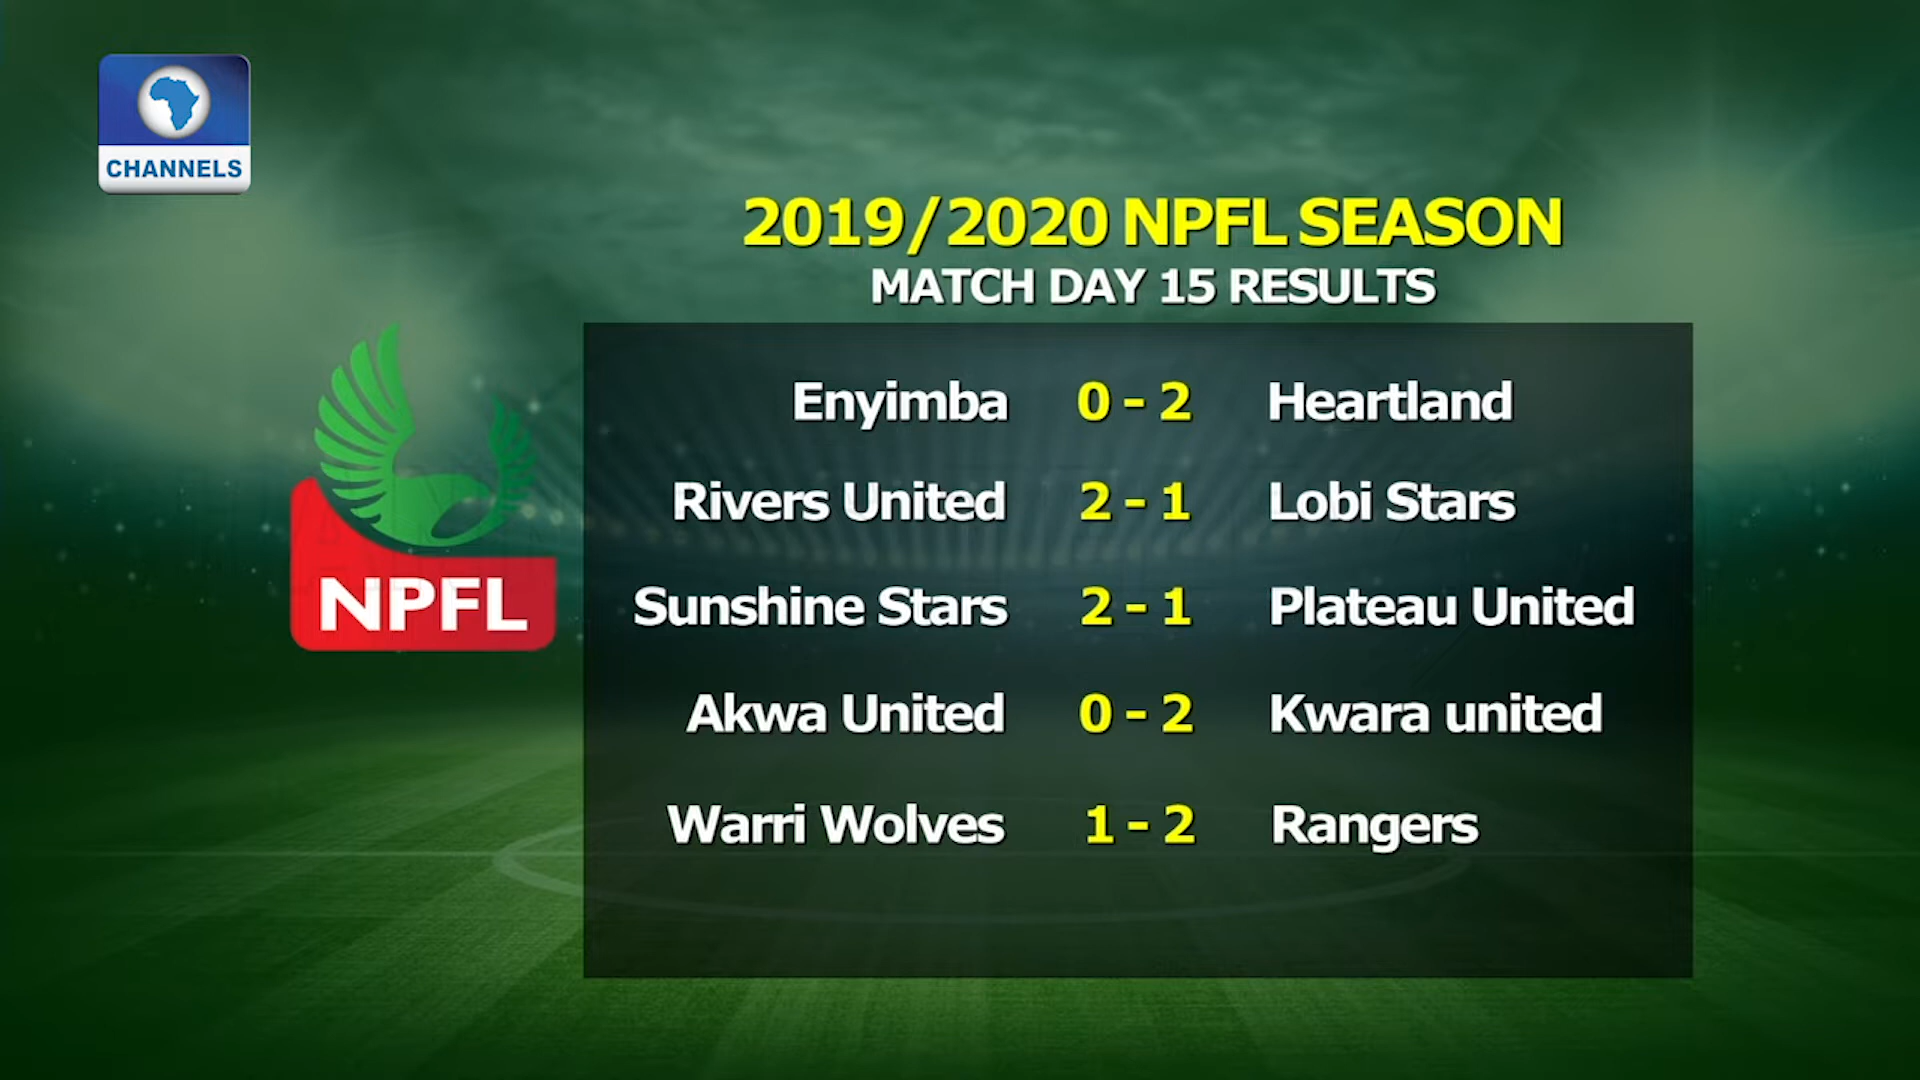 CHANNELS
2019/2020 NPFL SEASON
MATCH DAY 15 RESULTS
Enyimba 0 - 2 Heartland
Rivers United 2 - 1 Lobi Stars
Sunshine Stars 2 - 1 Plateau United
Akwa United 0 - 2 Kwara united
Warri Wolves 1 - 2 Rangers
NPFL